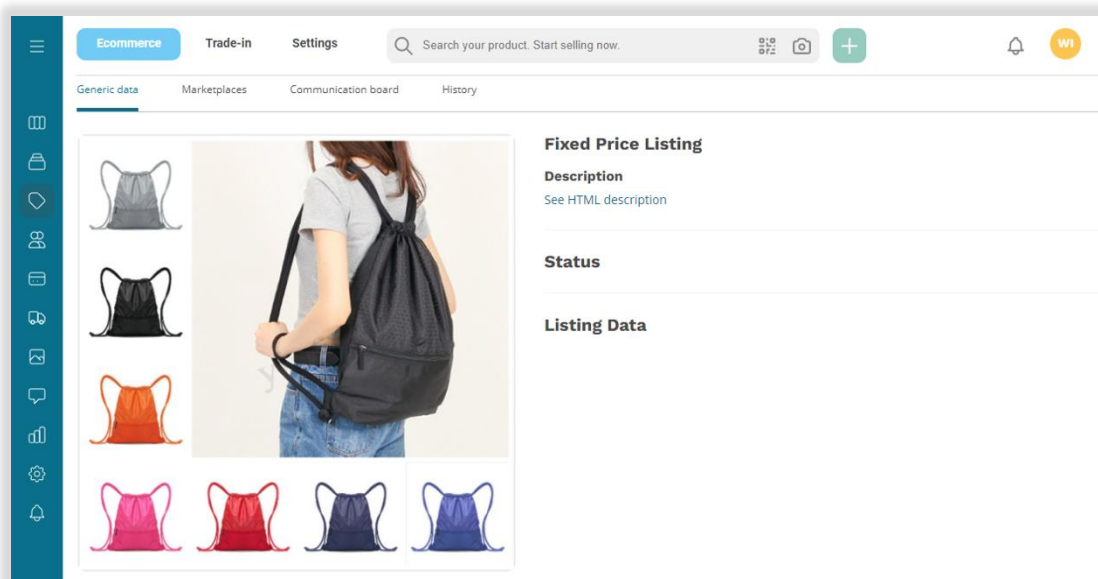 Ecommerce
Trade-in
Settings
Search your product. Start selling now.
WI
Generic data
Marketplaces
Communication board
History
Fixed Price Listing
Description
See HTML description
Status
Listing Data